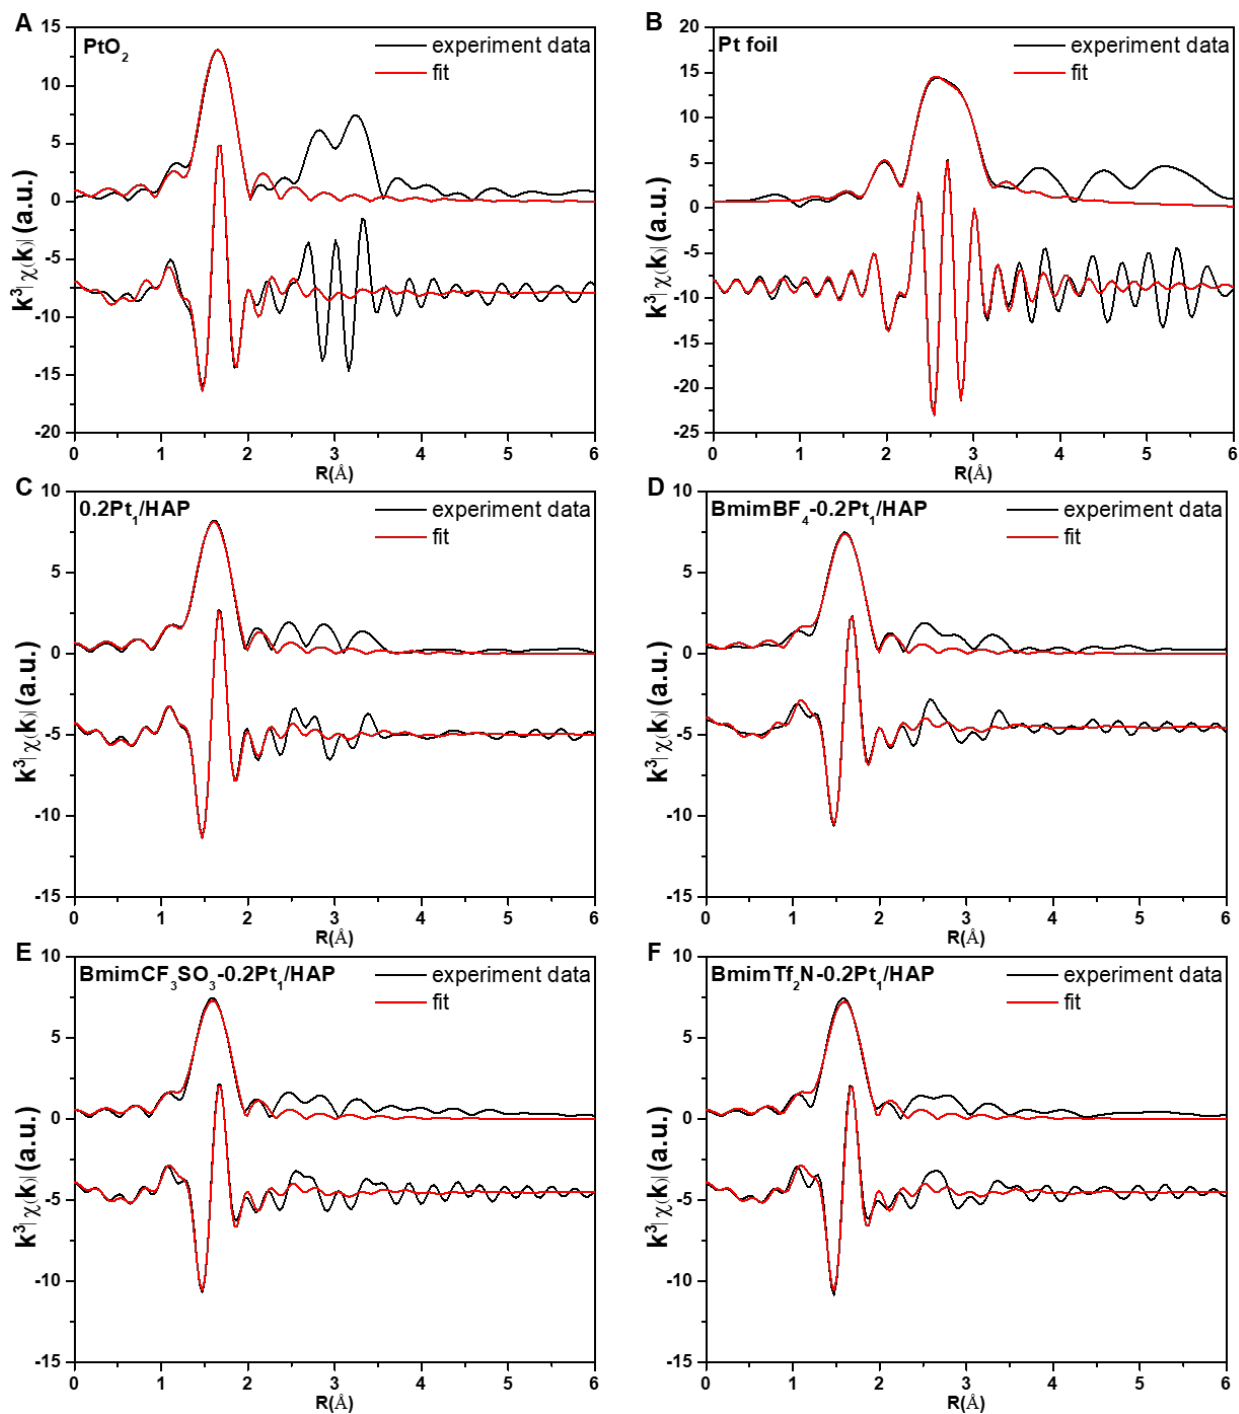 A
PtO₂
experiment data
fit
15
10
5
0
-5
-10
-15
-20
k³|χ(k)| (a.u.)
0 1 2 3 4 5 6
R(Å)
B
Pt foil
experiment data
fit
20
15
10
5
0
-5
-10
-15
-20
-25
k³|χ(k)| (a.u.)
0 1 2 3 4 5 6
R(Å)
C
0.2Pt₁/HAP
experiment data
fit
10
5
0
-5
-10
-15
k³|χ(k)| (a.u.)
0 1 2 3 4 5 6
R(Å)
D
BmimBF₄-0.2Pt₁/HAP
experiment data
fit
10
5
0
-5
-10
-15
k³|χ(k)| (a.u.)
0 1 2 3 4 5 6
R(Å)
E
BmimCF₃SO₃-0.2Pt₁/HAP
experiment data
fit
10
5
0
-5
-10
-15
k³|χ(k)| (a.u.)
0 1 2 3 4 5 6
R(Å)
F
BmimTf₂N-0.2Pt₁/HAP
experiment data
fit
10
5
0
-5
-10
-15
k³|χ(k)| (a.u.)
0 1 2 3 4 5 6
R(Å)